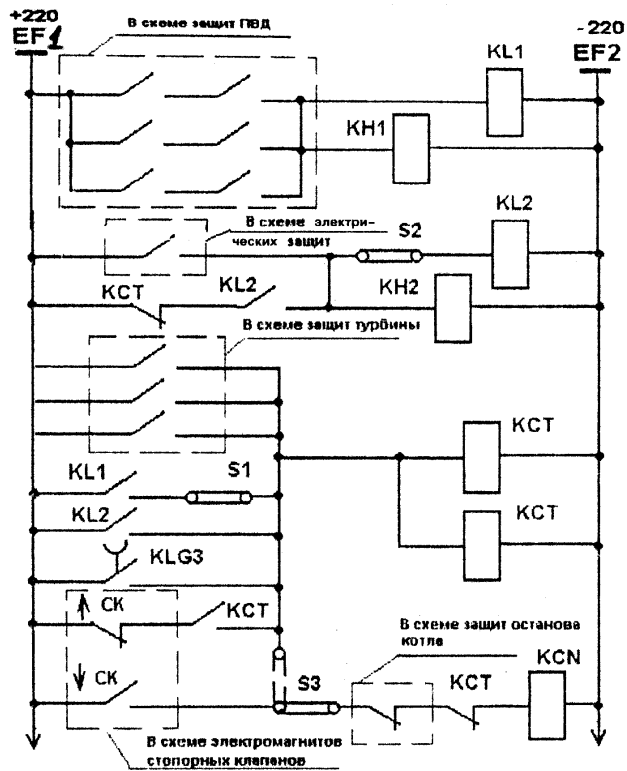 +220
EF1
В схеме защит ПВД
-220
EF2
KL1
KH1
В схеме электри-
ческих защит
S2
KL2
KCT
KL2
KH2
В схеме защит турбины
KCT
KL1
S1
KL2
KCT
KLG3
СК
KCT
В схеме защит останова
котла
СК
S3
KCT
KCN
В схеме электромагнитов
стопорных клапанов